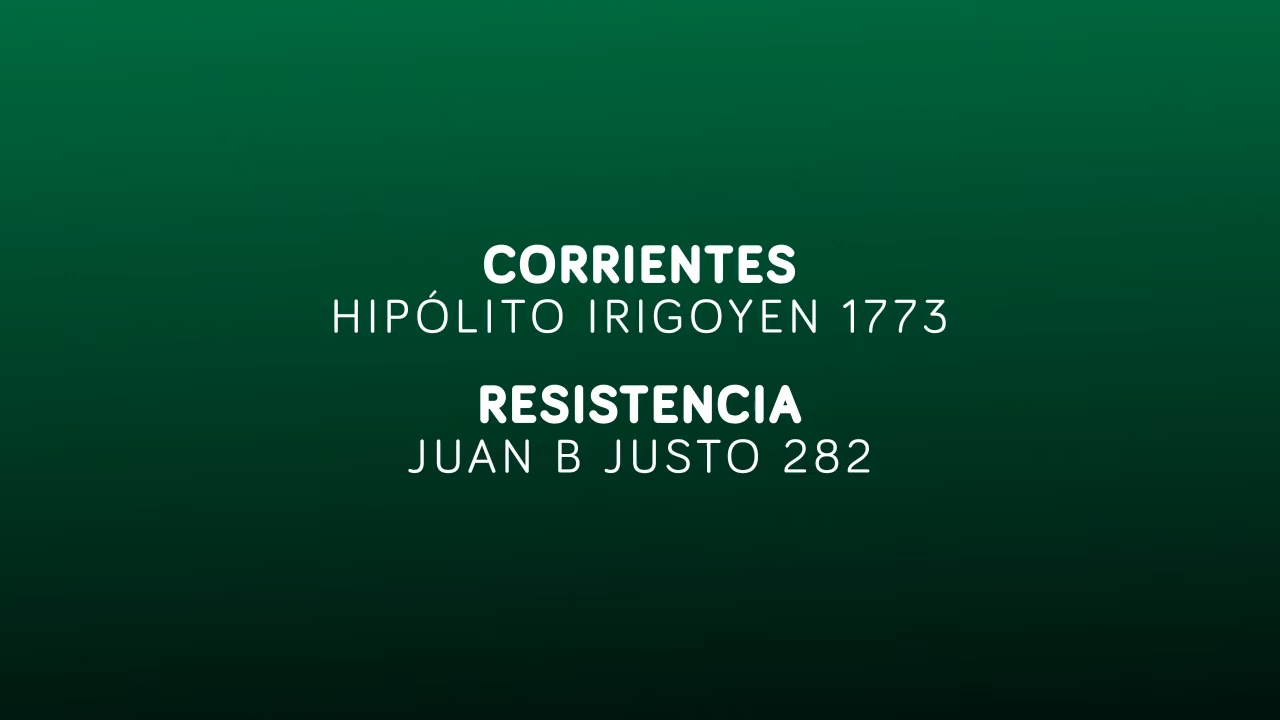 CORRIENTES
HIPÓLITO IRIGOYEN 1773
RESISTENCIA
JUAN B JUSTO 282